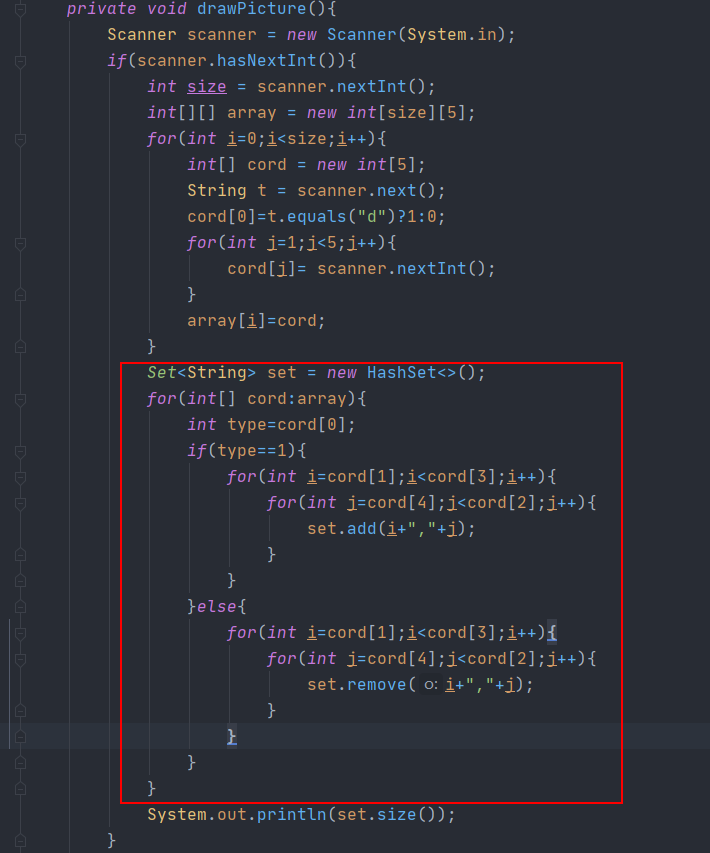 private void drawPicture(){
Scanner scanner = new Scanner(System.in);
if(scanner.hasNextInt()){
int size = scanner.nextInt();
int[][] array = new int[size][5];
for(int i=0;i<size;i++){
int[] cord = new int[5];
String t = scanner.next();
cord[0]=t.equals("d")?1:0;
for(int j=1;j<5;j++){
cord[j]= scanner.nextInt();
}
array[i]=cord;
}
Set<String> set = new HashSet<>();
for(int[] cord:array){
int type=cord[0];
if(type==1){
for(int i=cord[1];i<cord[3];i++){
for(int j=cord[4];j<cord[2];j++){
set.add(i+","+j);
}
}
}else{
for(int i=cord[1];i<cord[3];i++){
for(int j=cord[4];j<cord[2];j++){
set.remove( o: i+","+j);
}
}
}
}
System.out.println(set.size());
}